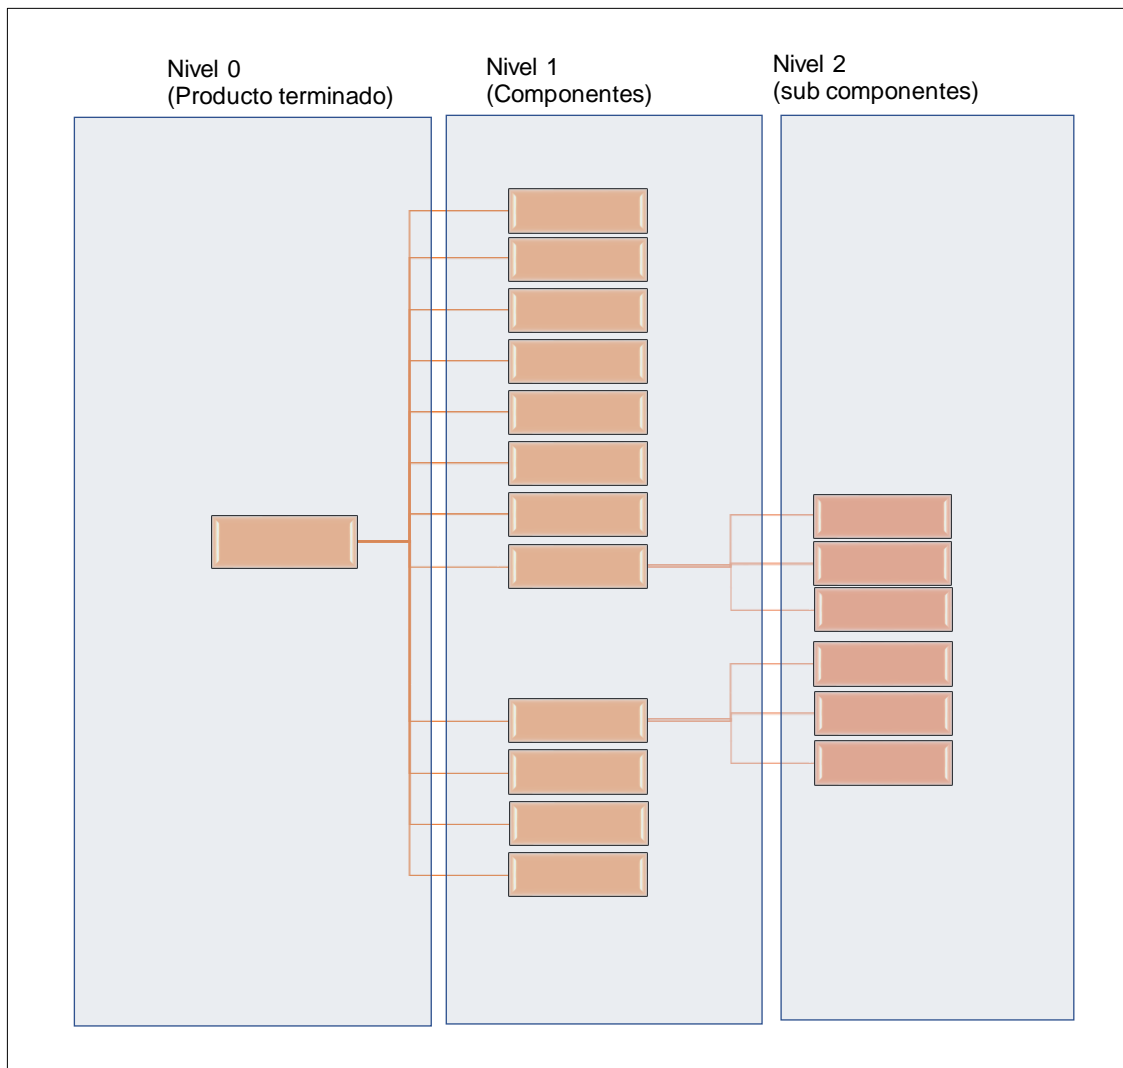 Nivel 0
(Producto terminado)
Nivel 1
(Componentes)
Nivel 2
(sub componentes)